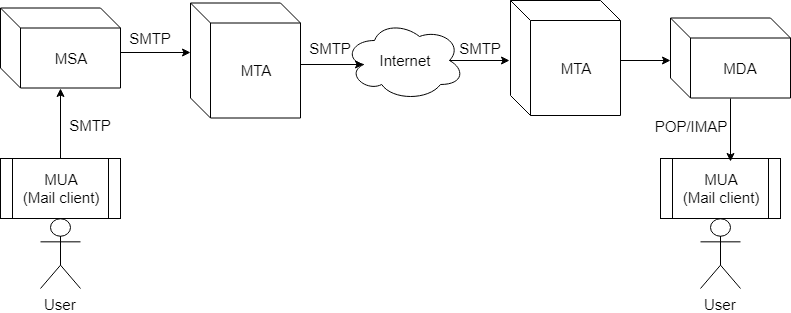 MSA
SMTP
MTA
SMTP
Internet
SMTP
MTA
MDA
SMTP
POP/IMAP
MUA
(Mail client)
MUA
(Mail client)
User
User